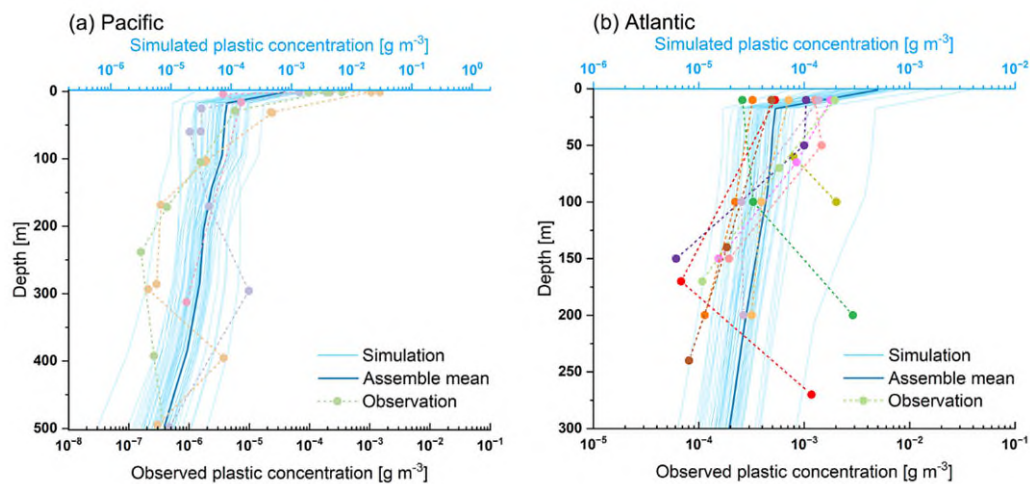 (a) Pacific
Simulated plastic concentration [g m⁻³]
10⁻⁶ 10⁻⁵ 10⁻⁴ 10⁻³ 10⁻² 10⁻¹ 10⁰
0
100
200
300
400
500
Depth [m]
Simulation
Assemble mean
Observation
10⁻⁸ 10⁻⁷ 10⁻⁶ 10⁻⁵ 10⁻⁴ 10⁻³ 10⁻² 10⁻¹
Observed plastic concentration [g m⁻³]
(b) Atlantic
Simulated plastic concentration [g m⁻³]
10⁻⁶ 10⁻⁵ 10⁻⁴ 10⁻³ 10⁻²
0
50
100
150
200
250
300
Depth [m]
Simulation
Assemble mean
Observation
10⁻⁵ 10⁻⁴ 10⁻³ 10⁻² 10⁻¹
Observed plastic concentration [g m⁻³]